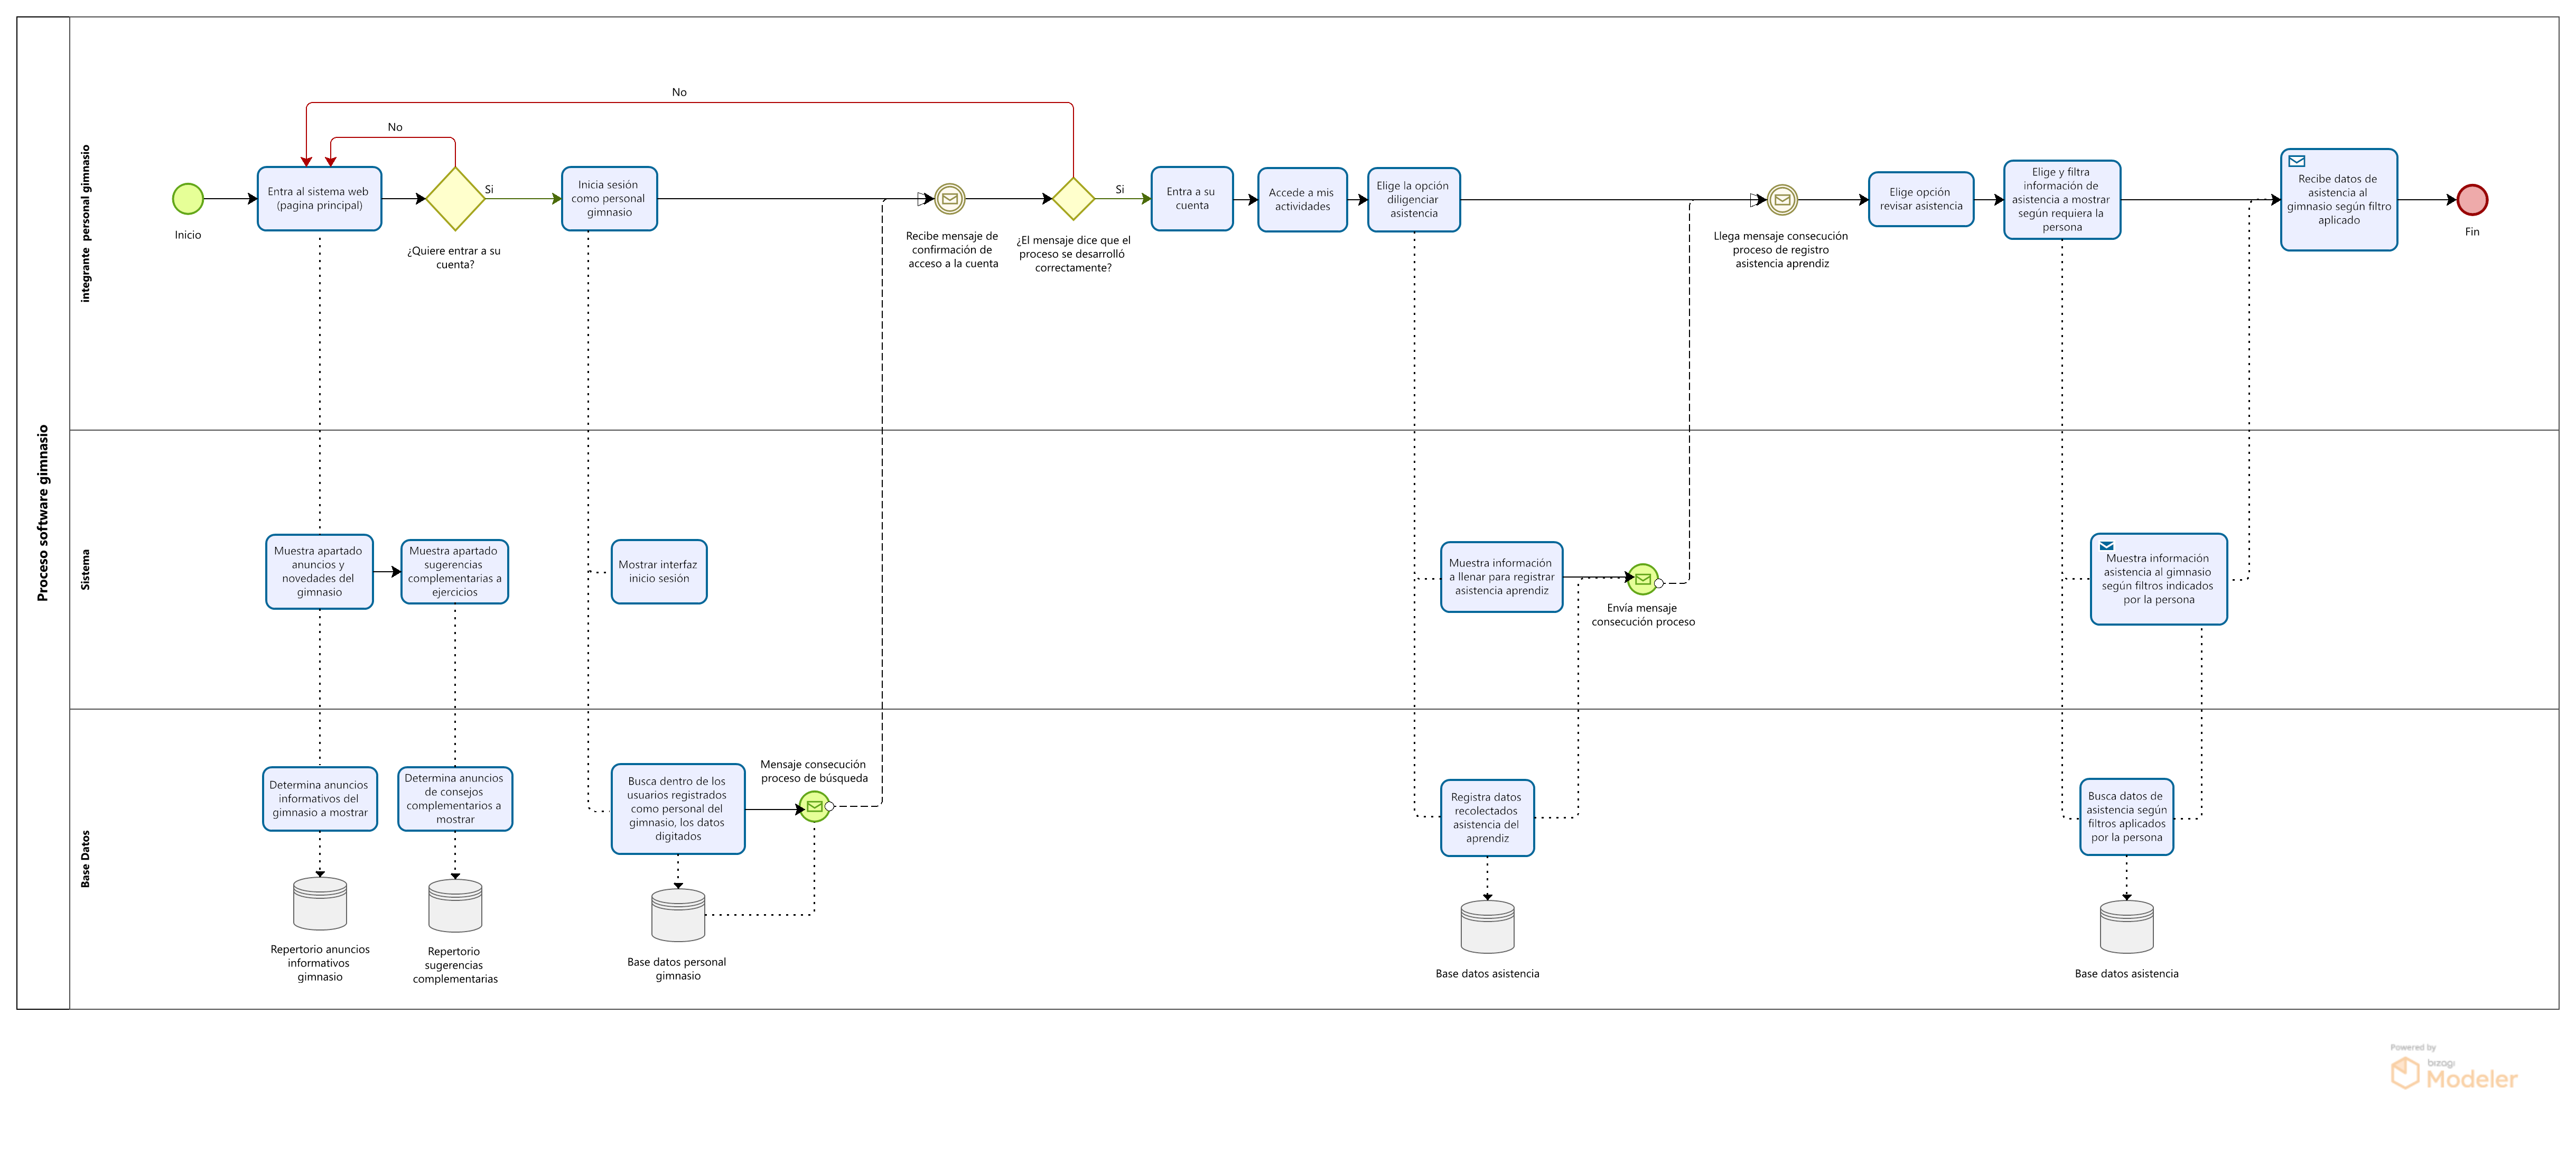 Proceso software gimnasio
integrante  personal gimnasio
No
No
Inicio
Entra al sistema web
(pagina principal)
¿Quiere entrar a su
cuenta?
Si
Inicia sesión
como personal
gimnasio
Recibe mensaje de
confirmación de
acceso a la cuenta
¿El mensaje dice que el
proceso se desarrolló
correctamente?
Si
Entra a su
cuenta
Accede a mis
actividades
Elige la opción
diligenciar
asistencia
Llega mensaje consecución
proceso de registro
asistencia aprendiz
Elige opción
revisar asistencia
Elige y filtra
información de
asistencia a mostrar
según requiera la
persona
Recibe datos de
asistencia al
gimnasio según filtro
aplicado
Fin
Sistema
Muestra apartado
anuncios y
novedades del
gimnasio
Muestra apartado
sugerencias
complementarias a
ejercicios
Mostrar interfaz
inicio sesión
Muestra información
a llenar para registrar
asistencia aprendiz
Envía mensaje
consecución proceso
Muestra información
asistencia al gimnasio
según filtros indicados
por la persona
Base Datos
Determina anuncios
informativos del
gimnasio a mostrar
Determina anuncios
de consejos
complementarios a
mostrar
Busca dentro de los
usuarios registrados
como personal del
gimnasio, los datos
digitados
Mensaje consecución
proceso de búsqueda
Registra datos
recolectados
asistencia del
aprendiz
Busca datos de
asistencia según
filtros aplicados
por la persona
Repertorio anuncios
informativos
gimnasio
Repertorio
sugerencias
complementarias
Base datos personal
gimnasio
Base datos asistencia
Base datos asistencia
Powered by
bizagi
Modeler